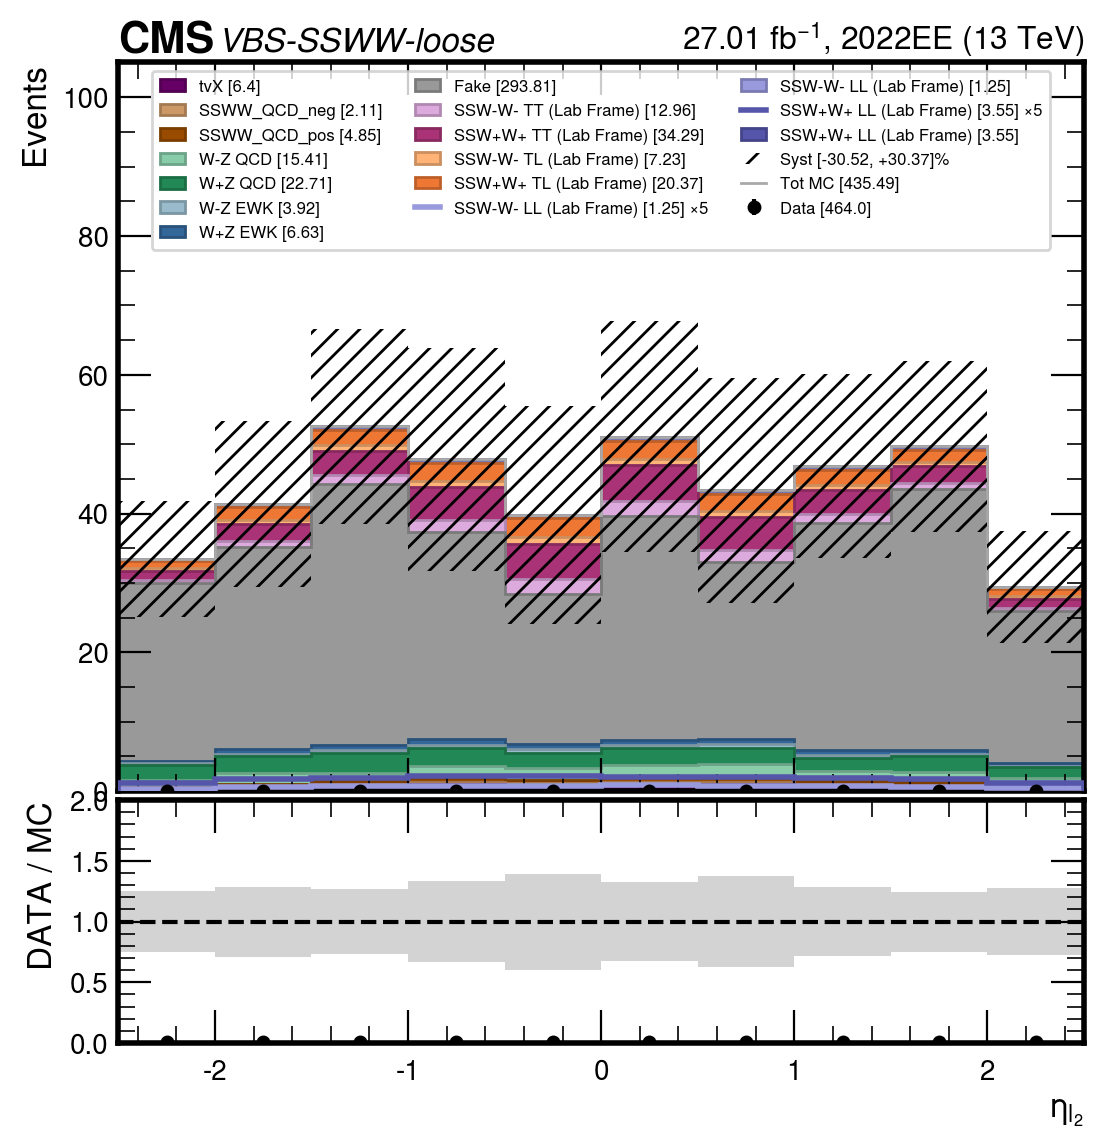 CMS VBS-SSWW-loose 27.01 fb⁻¹, 2022EE (13 TeV)
Events
tvX [6.4]
SSWW_QCD_neg [2.11]
SSWW_QCD_pos [4.85]
W-Z QCD [15.41]
W+Z QCD [22.71]
W-Z EWK [3.92]
W+Z EWK [6.63]
Fake [293.81]
SSW-W- TT (Lab Frame) [12.96]
SSW+W+ TT (Lab Frame) [34.29]
SSW-W- TL (Lab Frame) [7.23]
SSW+W+ TL (Lab Frame) [20.37]
SSW-W- LL (Lab Frame) [1.25] ×5
SSW-W- LL (Lab Frame) [1.25]
SSW+W+ LL (Lab Frame) [3.55] ×5
SSW+W+ LL (Lab Frame) [3.55]
Syst [-30.52, +30.37]%
Tot MC [435.49]
Data [464.0]
100
80
60
40
20
0
DATA / MC
2.0
1.5
1.0
0.5
0.0
-2 -1 0 1 2
η l₂